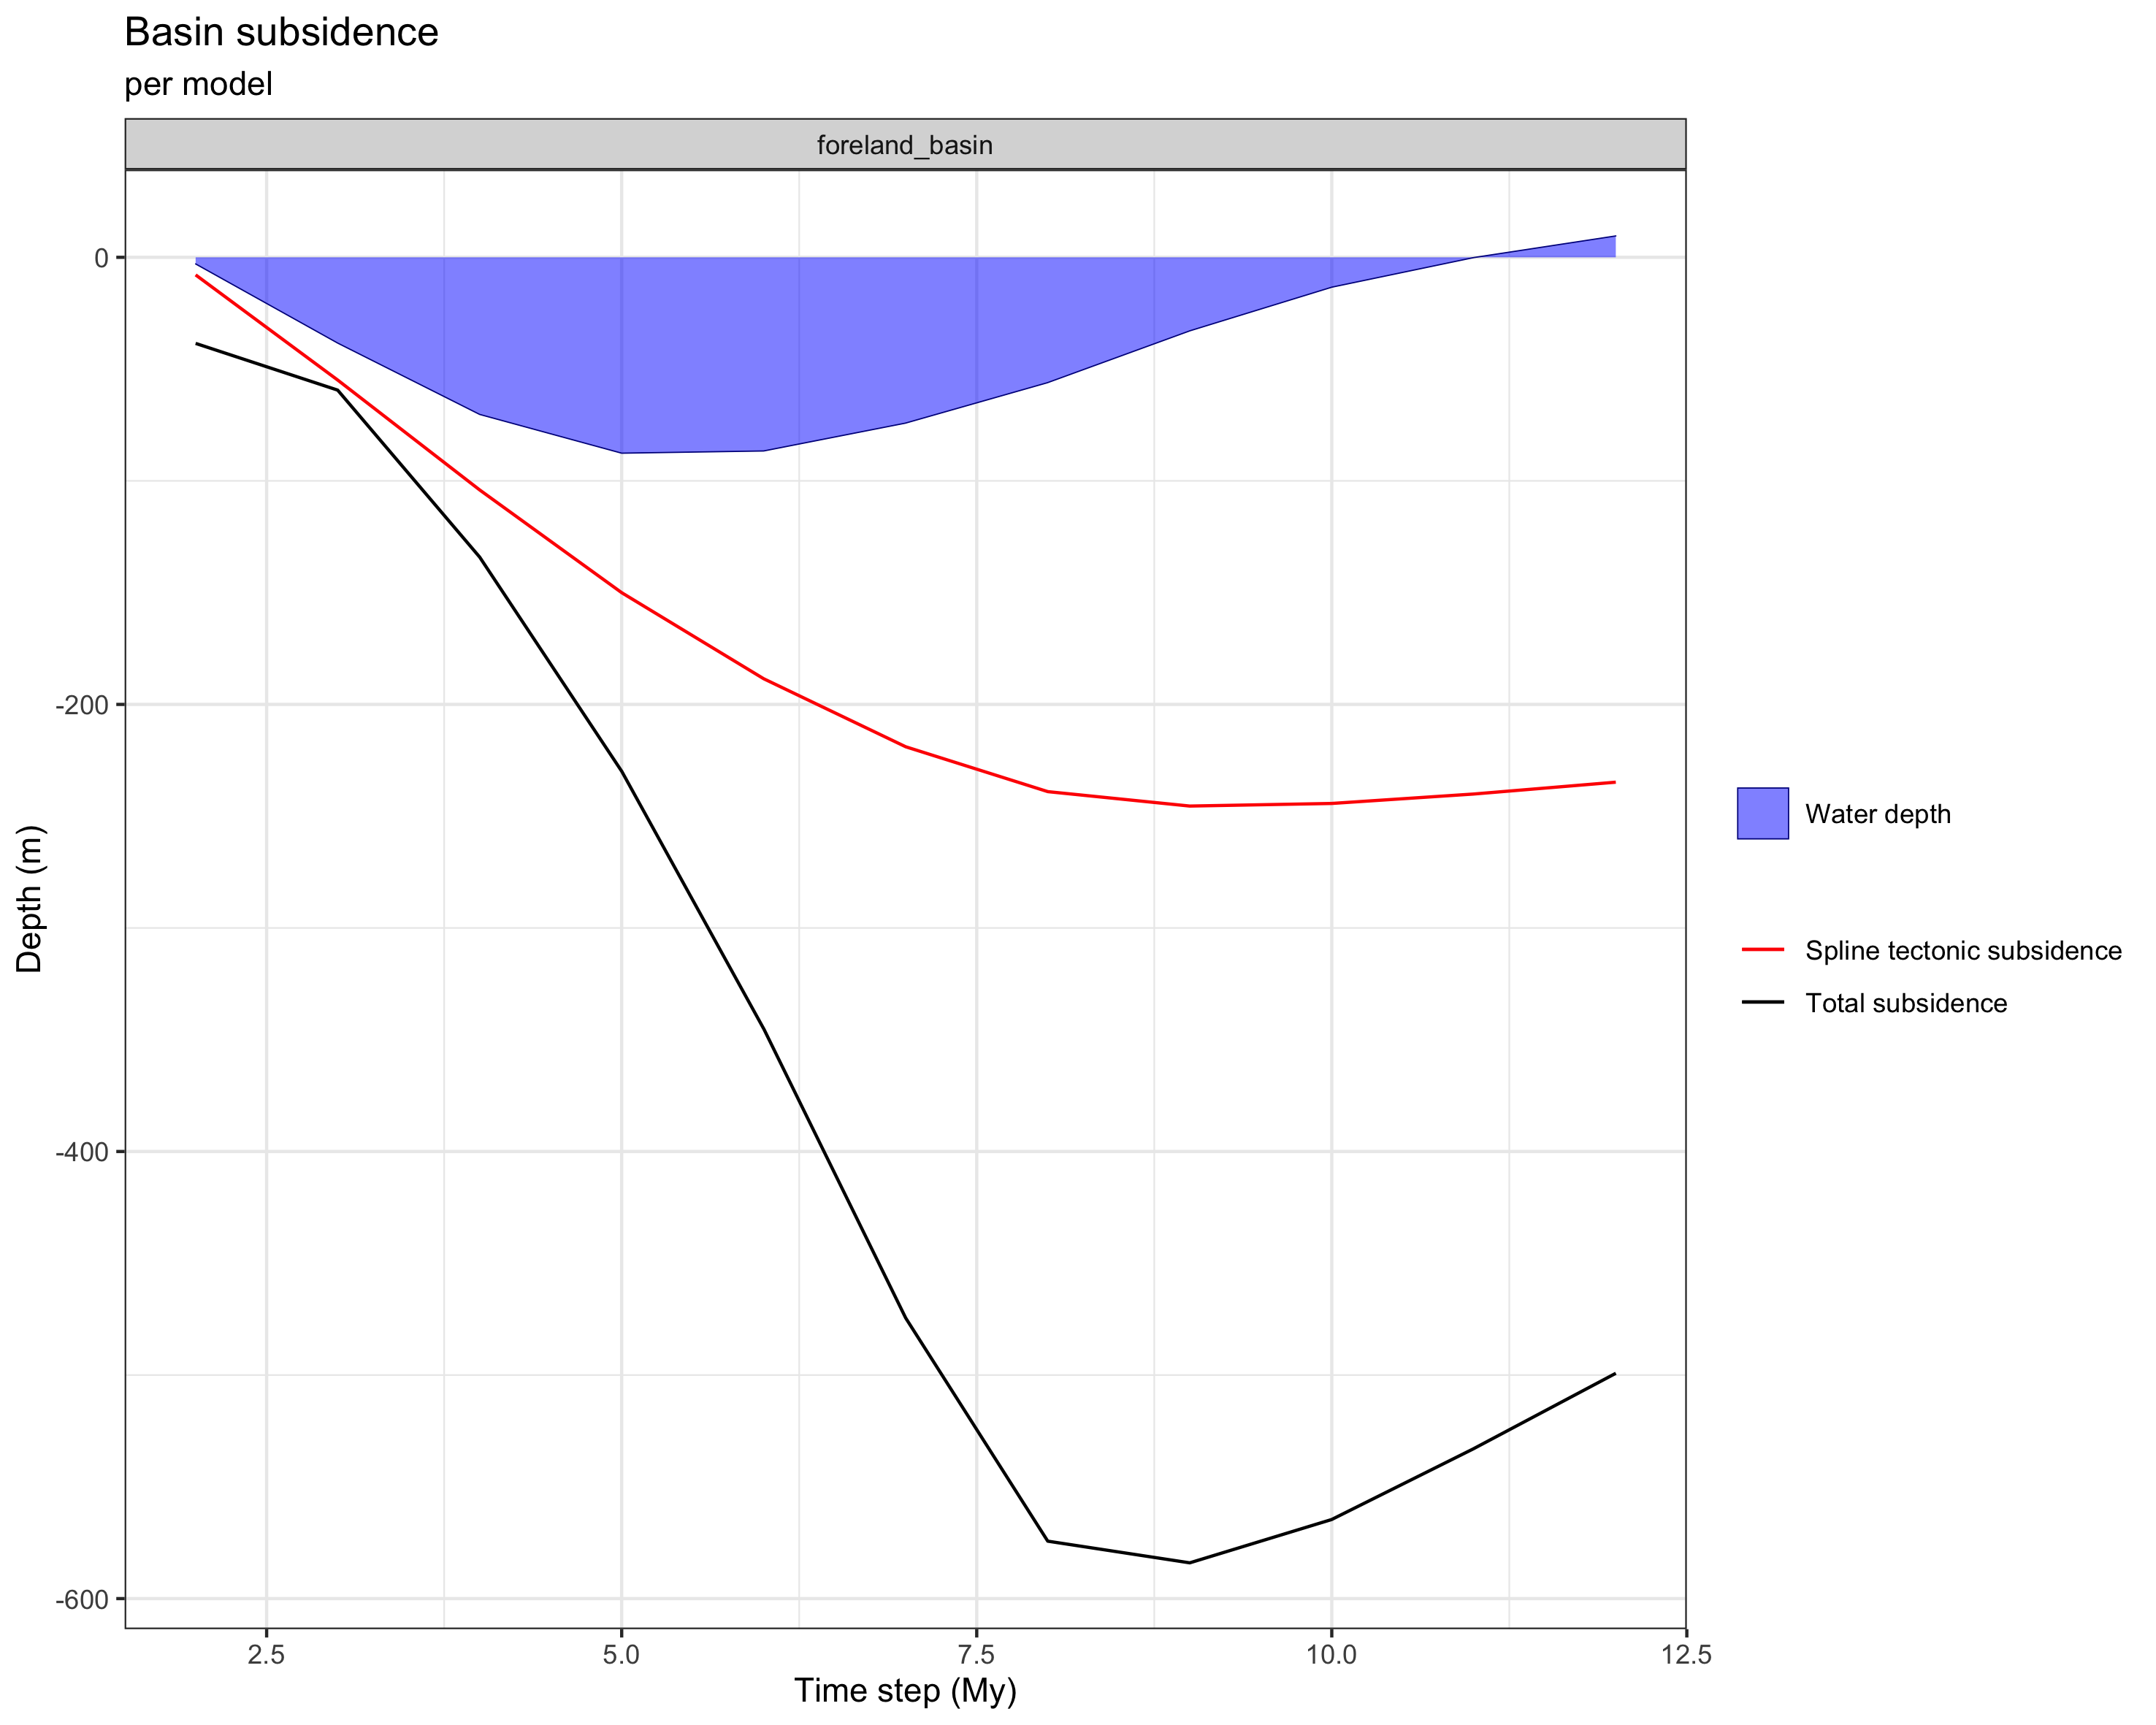 Basin subsidence
per model
foreland_basin
0
-200
-400
-600
Depth (m)
2.5
5.0
7.5
10.0
12.5
Time step (My)
Water depth
Spline tectonic subsidence
Total subsidence